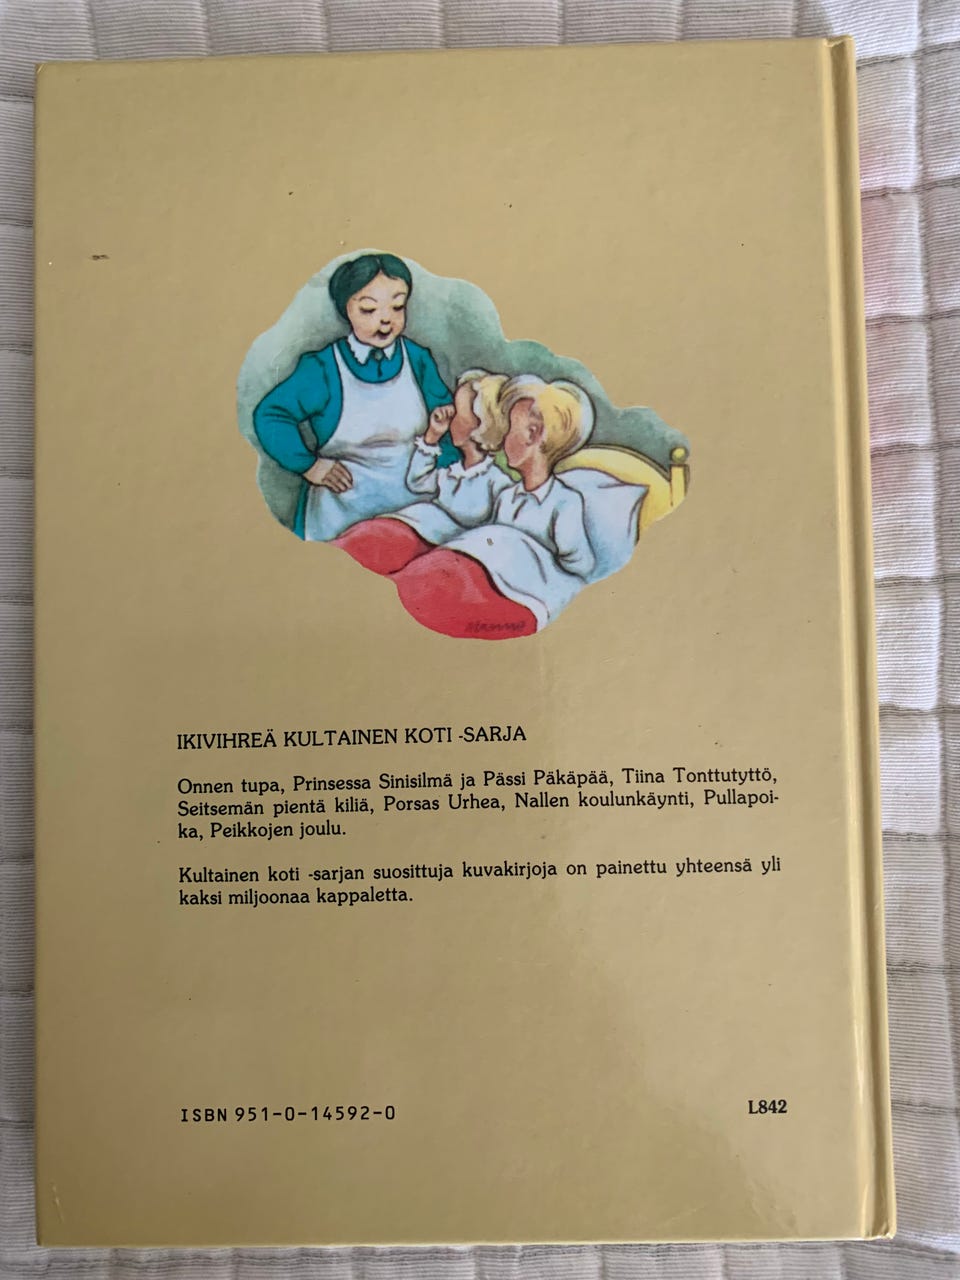 IKIVIHREÄ KULTAINEN KOTI -SARJA
Onnen tupa, Prinsessa Sinisilmä ja Pässi Päkäpää, Tiina Tonttutyttö,
Seitsemän pientä kiliä, Porsas Urhea, Nallen koulunkäynti, Pullapoi-
ka, Peikkojen joulu.
Kultainen koti -sarjan suosittuja kuvakirjoja on painettu yhteensä yli
kaksi miljoonaa kappaletta.
ISBN 951-0-14592-0
L842